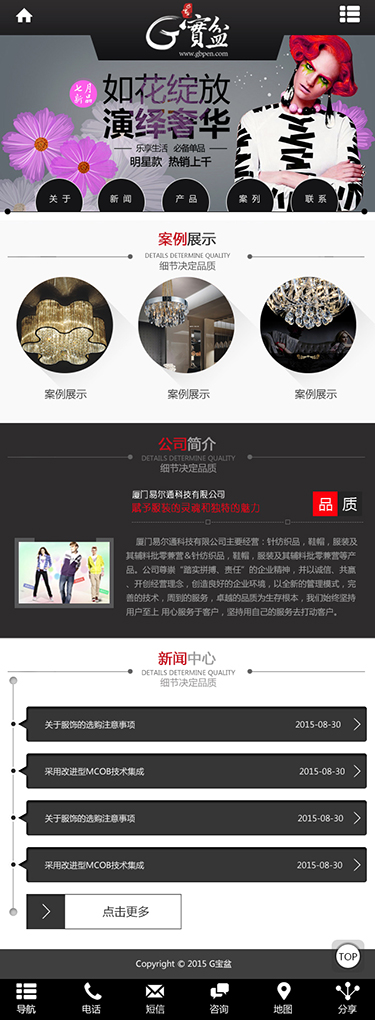 G寶盆
www.gbpen.com
七月
新品
如花绽放
演绎奢华
乐享生活 必备单品
明星款 热销上千
关于
新闻
产品
案列
联系
案例展示
DETAILS DETERMINE QUALITY
细节决定品质
案例展示
案例展示
案例展示
公司简介
DETAILS DETERMINE QUALITY
细节决定品质
厦门易尔通科技有限公司
赋予服装的灵魂和独特的魅力
品质
厦门易尔通科技有限公司主要经营：针纺织品，鞋帽，服装及
其辅料批零兼营&针纺织品，鞋帽，服装及其辅料批零兼营等产
品。公司尊崇“踏实拼搏、责任”的企业精神，并以诚信、共赢
、开创经营理念，创造良好的企业环境，以全新的管理模式，完
善的技术，周到的服务，卓越的品质为生存根本，我们始终坚持
用户至上 用心服务于客户，坚持用自己的服务去打动客户。
新闻中心
DETAILS DETERMINE QUALITY
细节决定品质
关于服饰的选购注意事项 2015-08-30
采用改进型MCOB技术集成 2015-08-30
关于服饰的选购注意事项 2015-08-30
采用改进型MCOB技术集成 2015-08-30
点击更多
TOP
Copyright © 2015 G宝盆
导航
电话
短信
咨询
地图
分享